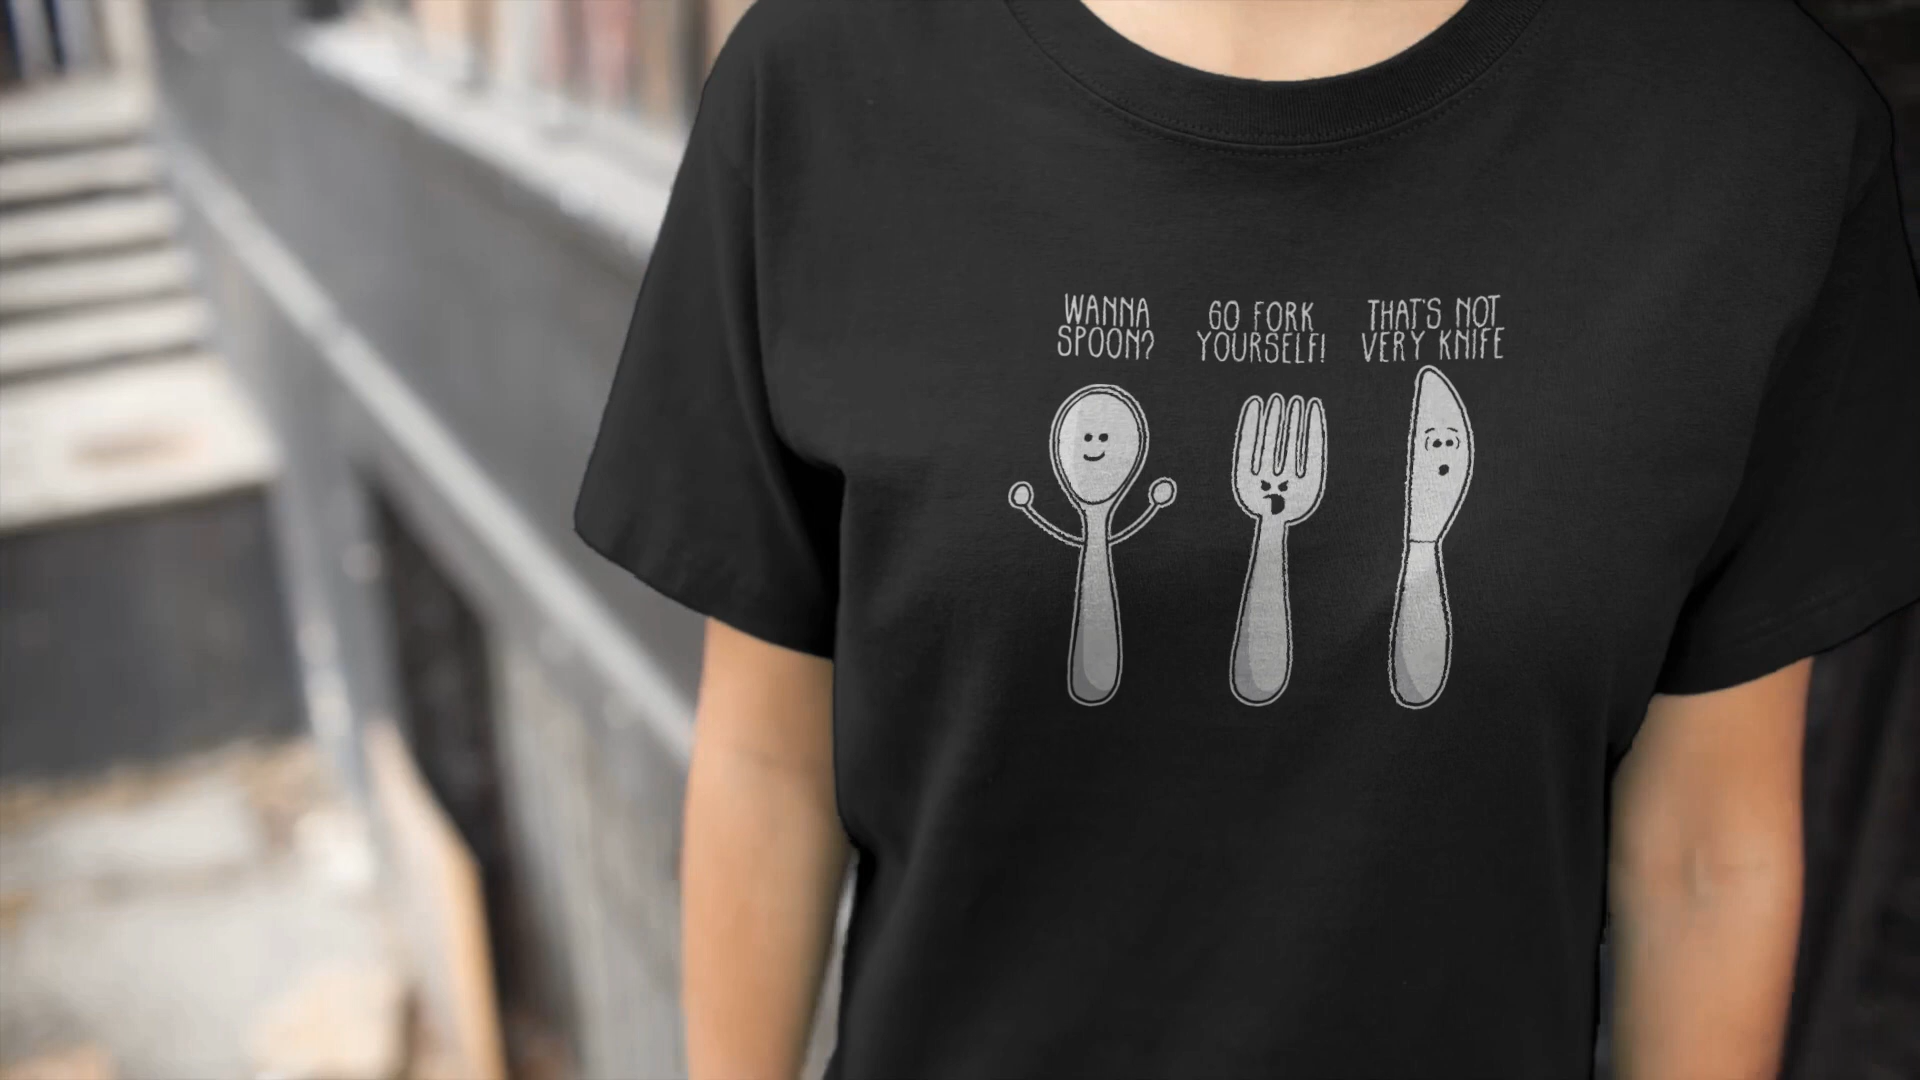 WANNA
SPOON?
GO FORK
YOURSELF!
THAT'S NOT
VERY KNIFE